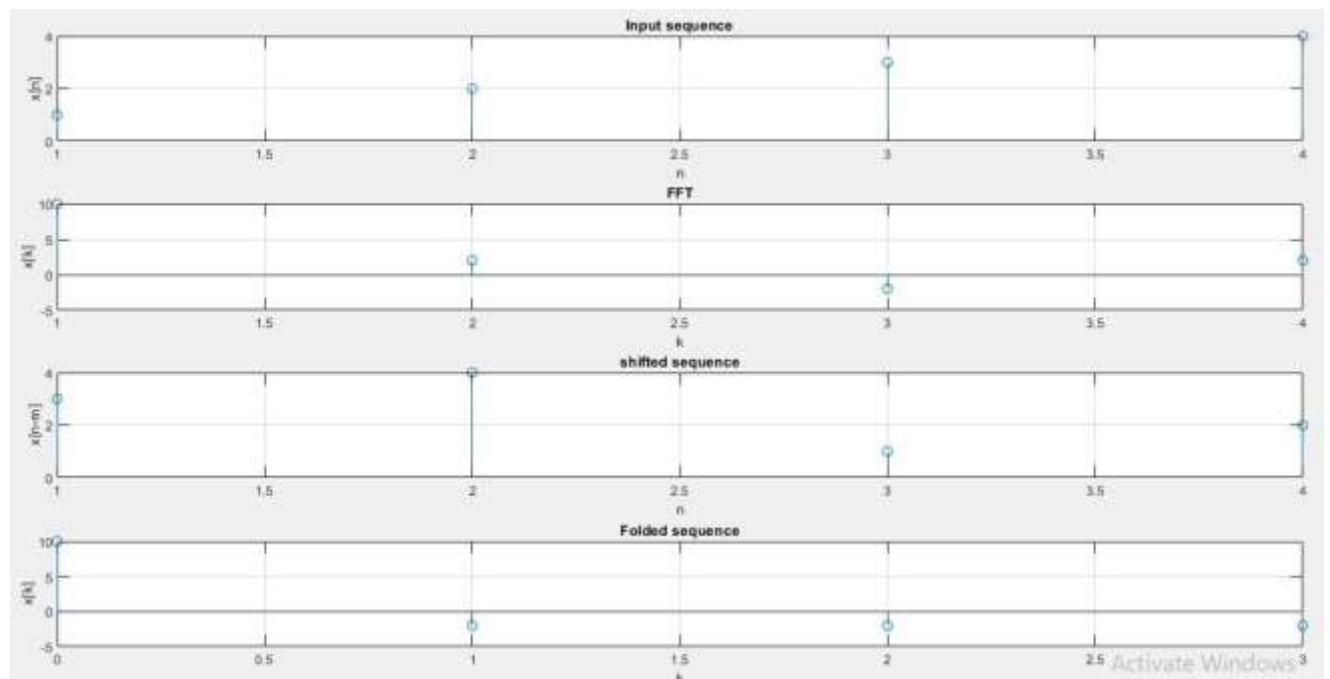 Input sequence
4
2
0
x[n]
1 1.5 2 2.5 3 3.5 4
n
FFT
10
5
0
-5
x[k]
1 1.5 2 2.5 3 3.5 4
k
shifted sequence
4
2
0
x[n-m]
1 1.5 2 2.5 3 3.5 4
n
Folded sequence
10
5
0
-5
x[k]
0 0.5 1 1.5 2 2.5 3
k
Activate Windows